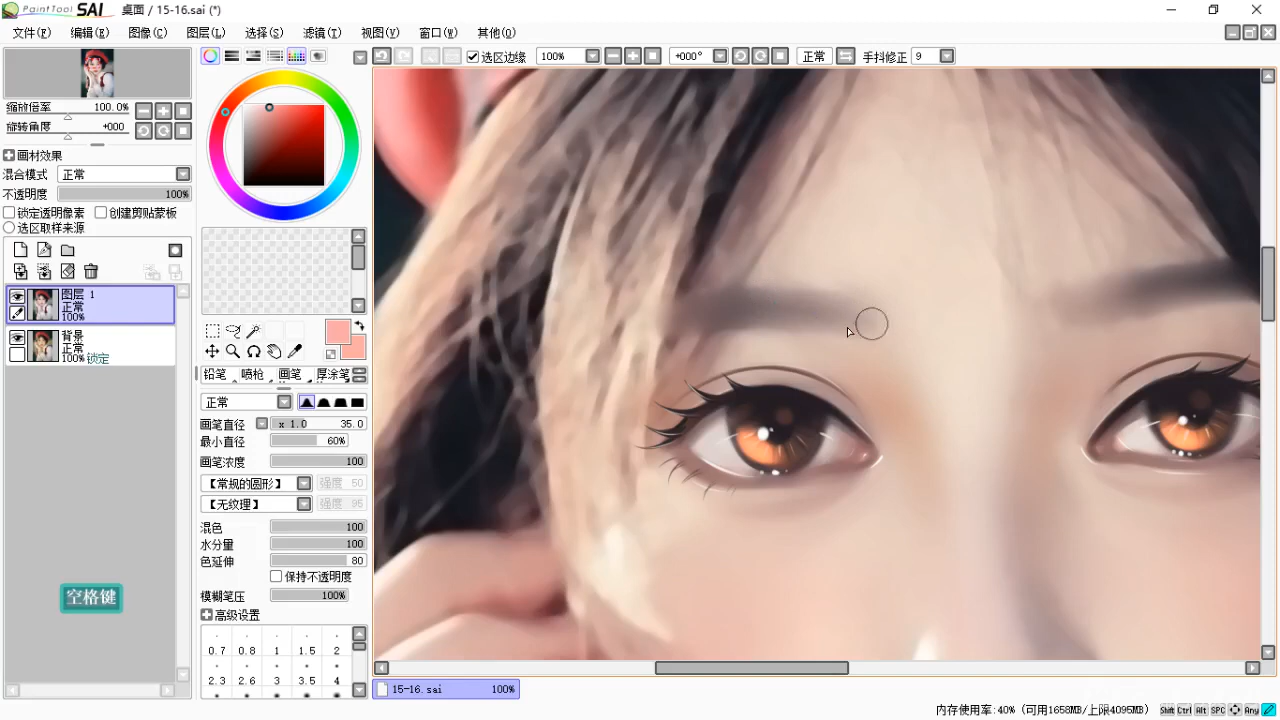 PaintTool SAI 桌面 / 15-16.sai (*)
文件(F) 编辑(E) 图像(C) 图层(L) 选择(S) 滤镜(T) 视图(V) 窗口(W) 其他(O)
选区边缘 100% +000° 正常 手抖修正 9
缩放倍率 100.0%
旋转角度 +000
画材效果
混合模式 正常
不透明度 100%
锁定透明像素 创建剪贴蒙板
选区取样来源
图层 1
正常
100%
背景
正常
100% 锁定
空格键
铅笔 喷枪 画笔 厚涂笔
正常
画笔直径 x 1.0 35.0
最小直径 60%
画笔浓度 100
【常规的圆形】 强度 50
【无纹理】 强度 95
混色 100
水分量 100
色延伸 80
保持不透明度
模糊笔压 100%
高级设置
0.7 0.8 1 1.5 2
2.3 2.6 3 3.5 4
15-16.sai 100%
内存使用率: 40% (可用1658MB/上限4095MB) Shift Ctrl Alt SPC Any